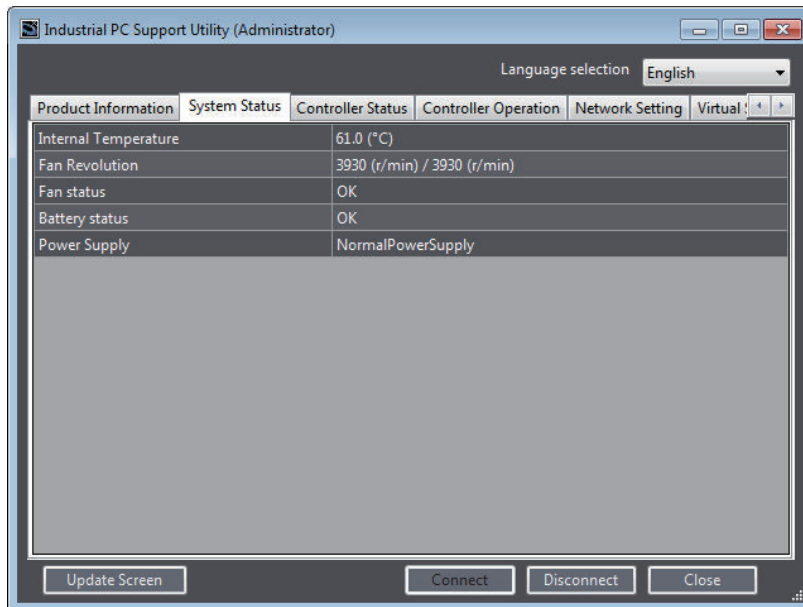 Industrial PC Support Utility (Administrator)
Language selection English
Product Information System Status Controller Status Controller Operation Network Setting Virtual
Internal Temperature 61.0 (°C)
Fan Revolution 3930 (r/min) / 3930 (r/min)
Fan status OK
Battery status OK
Power Supply NormalPowerSupply
Update Screen Connect Disconnect Close